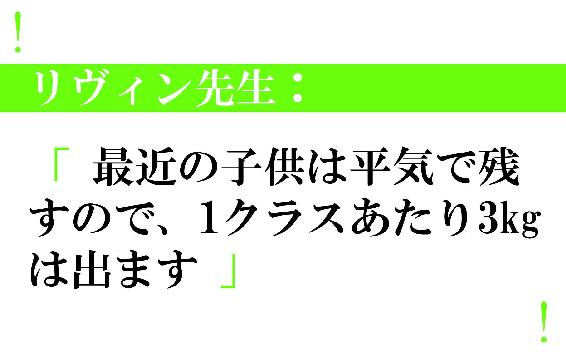 !
リヴィン先生：
「 最近の子供は平気で残
すので、1クラスあたり3㎏
は出ます 」
!